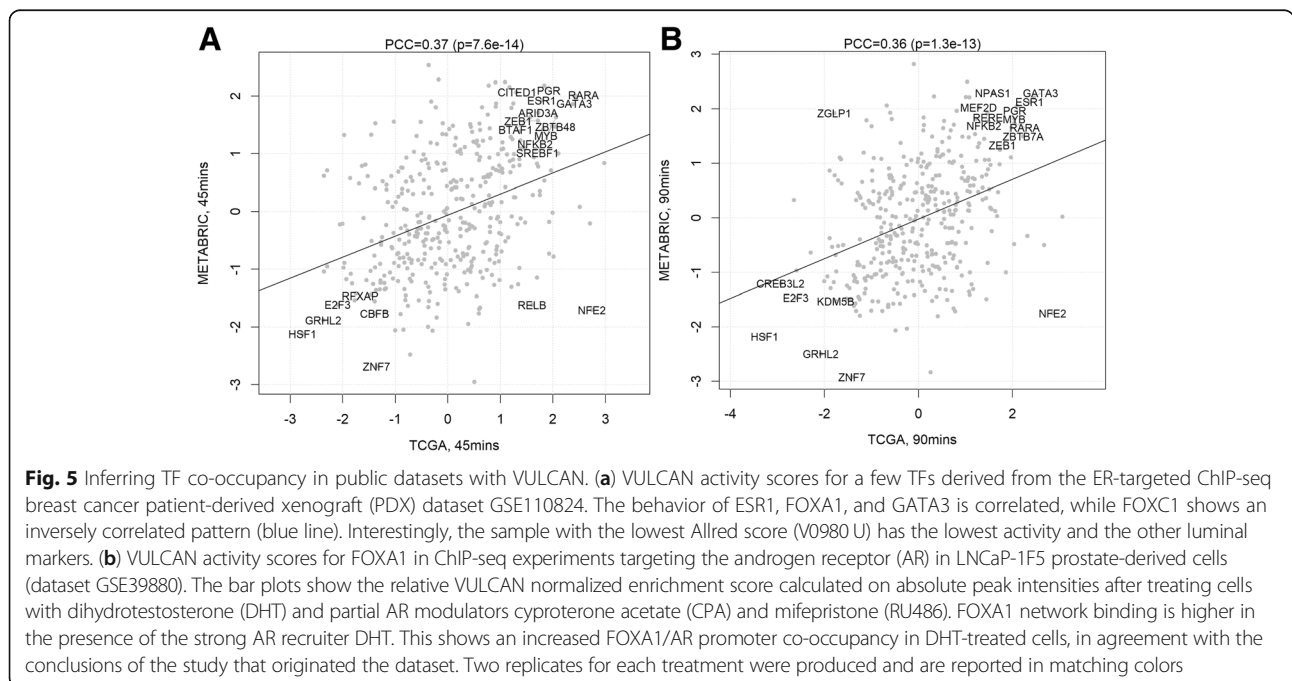 A
PCC=0.37 (p=7.6e-14)
METABRIC, 45mins
2
1
0
-1
-2
-3
CITED1
PGR
RARA
ESR1
GATA3
ARID3A
ZEB1
ZBTB48
BTAF1
MYB
NFKB2
SREBF1
RFXAP
E2F3
CBFB
RELB
NFE2
GRHL2
HSF1
ZNF7
-3 -2 -1 0 1 2 3
TCGA, 45mins
B
PCC=0.36 (p=1.3e-13)
METABRIC, 90mins
3
2
1
0
-1
-2
-3
NPAS1
GATA3
ESR1
MEF2D
PGR
ZGLP1
RERE
MYB
NFKB2
RARA
ZBTB7A
ZEB1
CREB3L2
E2F3
KDM5B
NFE2
HSF1
GRHL2
ZNF7
-4 -2 0 2
TCGA, 90mins
Fig. 5 Inferring TF co-occupancy in public datasets with VULCAN. (a) VULCAN activity scores for a few TFs derived from the ER-targeted ChIP-seq
breast cancer patient-derived xenograft (PDX) dataset GSE110824. The behavior of ESR1, FOXA1, and GATA3 is correlated, while FOXC1 shows an
inversely correlated pattern (blue line). Interestingly, the sample with the lowest Allred score (V0980 U) has the lowest activity and the other luminal
markers. (b) VULCAN activity scores for FOXA1 in ChIP-seq experiments targeting the androgen receptor (AR) in LNCaP-1F5 prostate-derived cells
(dataset GSE39880). The bar plots show the relative VULCAN normalized enrichment score calculated on absolute peak intensities after treating cells
with dihydrotestosterone (DHT) and partial AR modulators cyproterone acetate (CPA) and mifepristone (RU486). FOXA1 network binding is higher in
the presence of the strong AR recruiter DHT. This shows an increased FOXA1/AR promoter co-occupancy in DHT-treated cells, in agreement with the
conclusions of the study that originated the dataset. Two replicates for each treatment were produced and are reported in matching colors